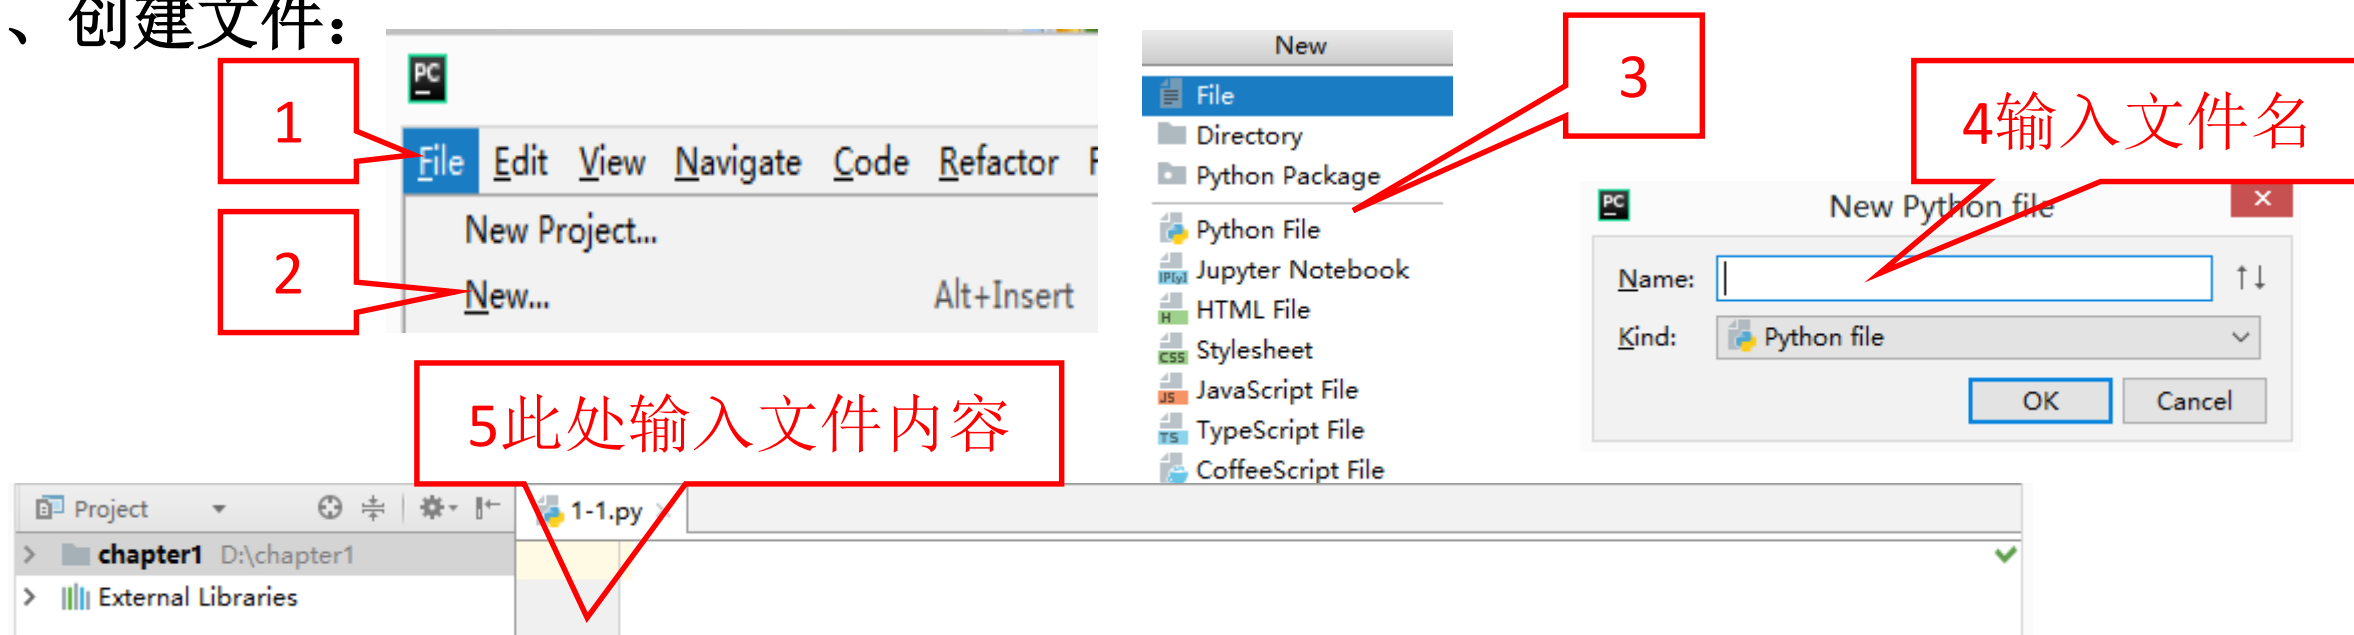 、创建文件：
1
PC
File Edit View Navigate Code Refactor
New Project...
2
New... Alt+Insert
New
File
Directory
Python Package
Python File
Jupyter Notebook
HTML File
Stylesheet
JavaScript File
TypeScript File
CoffeeScript File
3
4输入文件名
PC New Python file
Name:
Kind: Python file
OK Cancel
5此处输入文件内容
Project
1-1.py
chapter1 D:\chapter1
External Libraries